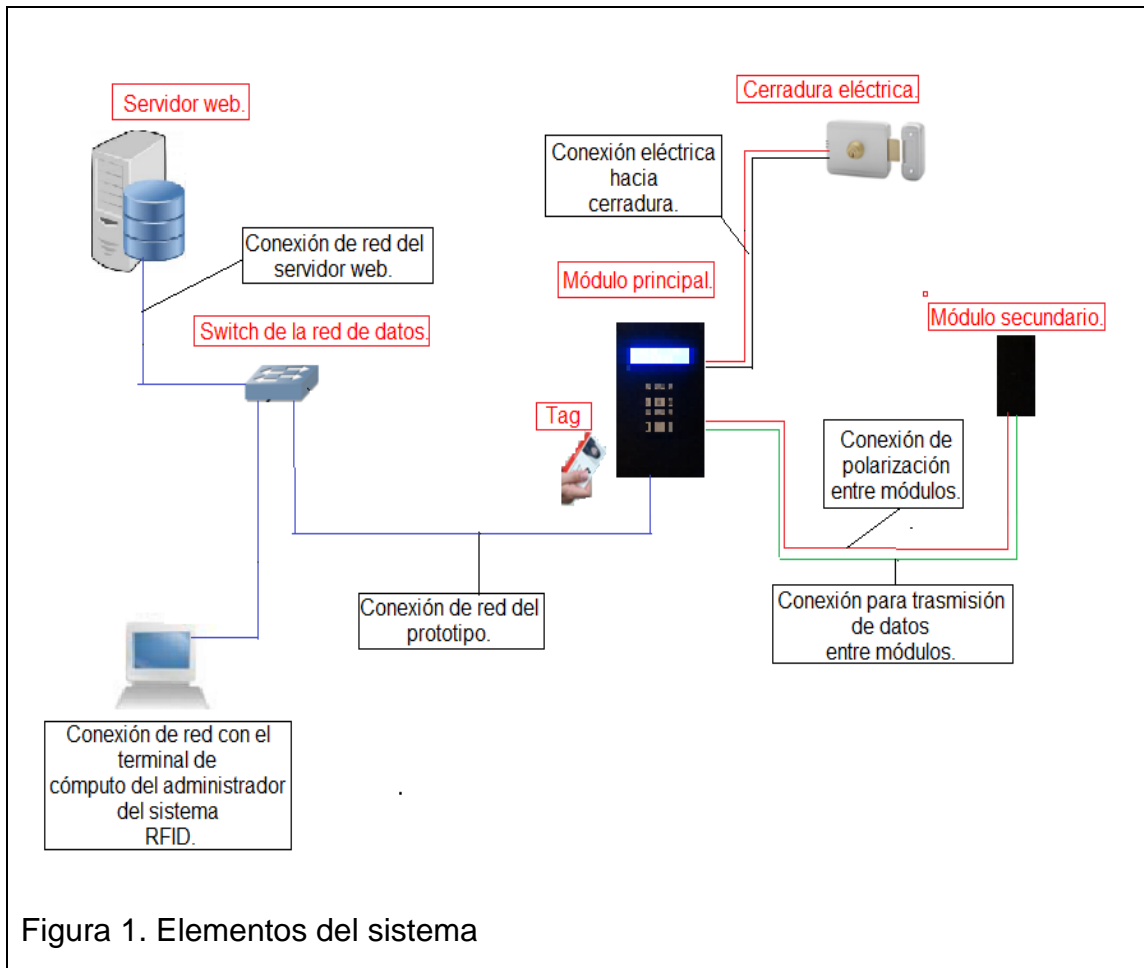 Servidor web.
Cerradura eléctrica.
Conexión eléctrica
hacia
cerradura.
Conexión de red del
servidor web.
Módulo principal.
Módulo secundario.
Switch de la red de datos.
Tag
Conexión de
polarización
entre módulos.
Conexión de red del
prototipo.
Conexión para trasmisión
de datos
entre módulos.
Conexión de red con el
terminal de
cómputo del administrador
del sistema
RFID.
Figura 1. Elementos del sistema